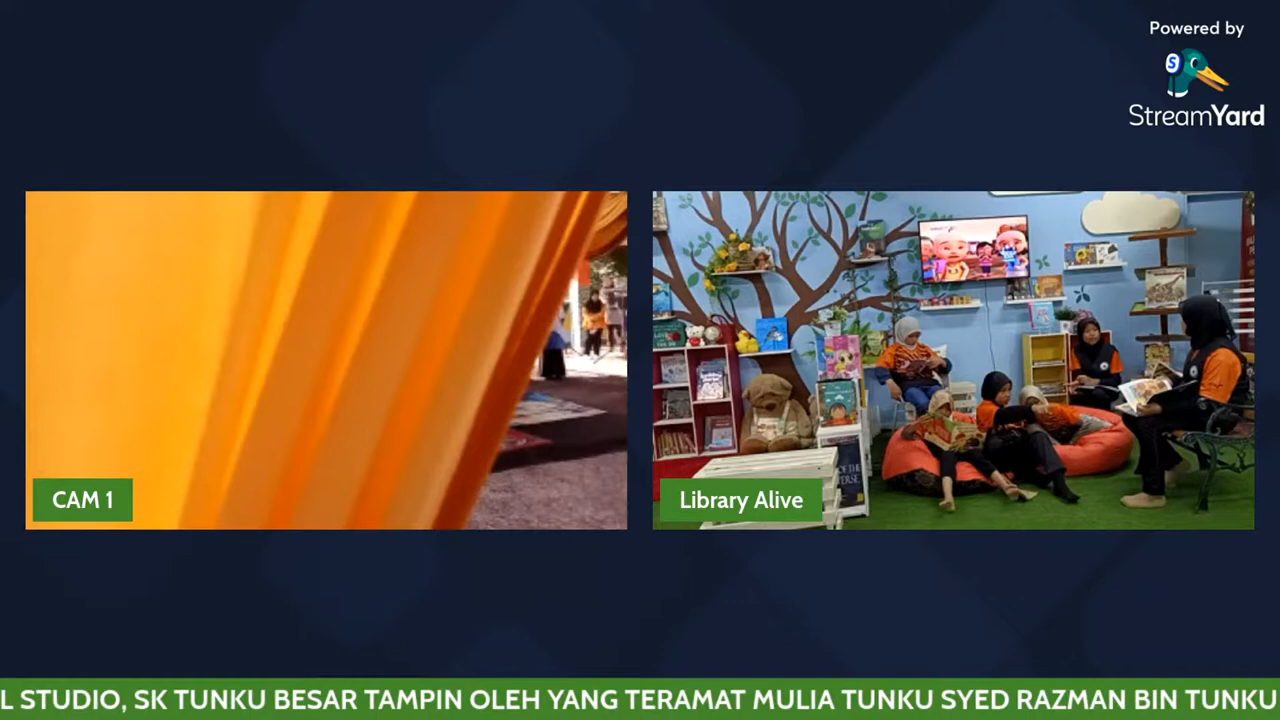 Powered by
StreamYard
CAM 1
Library Alive
L STUDIO, SK TUNKU BESAR TAMPIN OLEH YANG TERAMAT MULIA TUNKU SYED RAZMAN BIN TUNKU